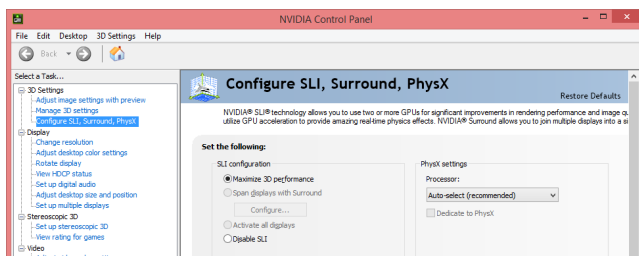 NVIDIA Control Panel
File Edit Desktop 3D Settings Help
Back
Select a Task...
3D Settings
Adjust image settings with preview
Manage 3D settings
Configure SLI, Surround, PhysX
Display
Change resolution
Adjust desktop color settings
Rotate display
View HDCP status
Set up digital audio
Adjust desktop size and position
Set up multiple displays
Stereoscopic 3D
Set up stereoscopic 3D
View rating for games
Video
Configure SLI, Surround, PhysX
Restore Defaults
NVIDIA® SLI® technology allows you to use two or more GPUs for significant improvements in rendering performance and image qu
utilize GPU acceleration to provide amazing real-time physics effects. NVIDIA® Surround allows you to join multiple displays into a si
Set the following:
SLI configuration
Maximize 3D performance
Span displays with Surround
Configure...
Activate all displays
Disable SLI
PhysX settings
Processor:
Auto-select (recommended)
Dedicate to PhysX